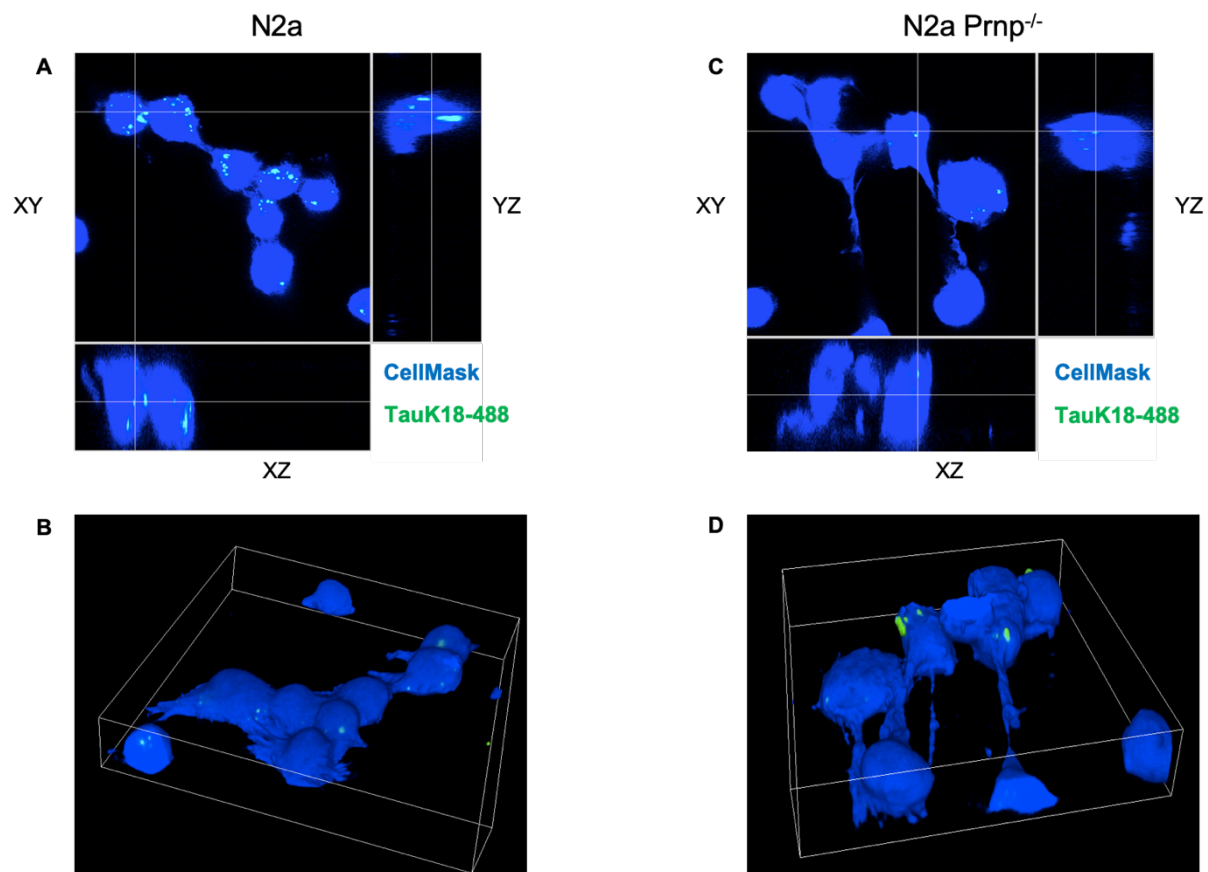 N2a
N2a Prnp-/-
A
C
XY
YZ
XY
YZ
CellMask
TauK18-488
CellMask
TauK18-488
XZ
XZ
B
D